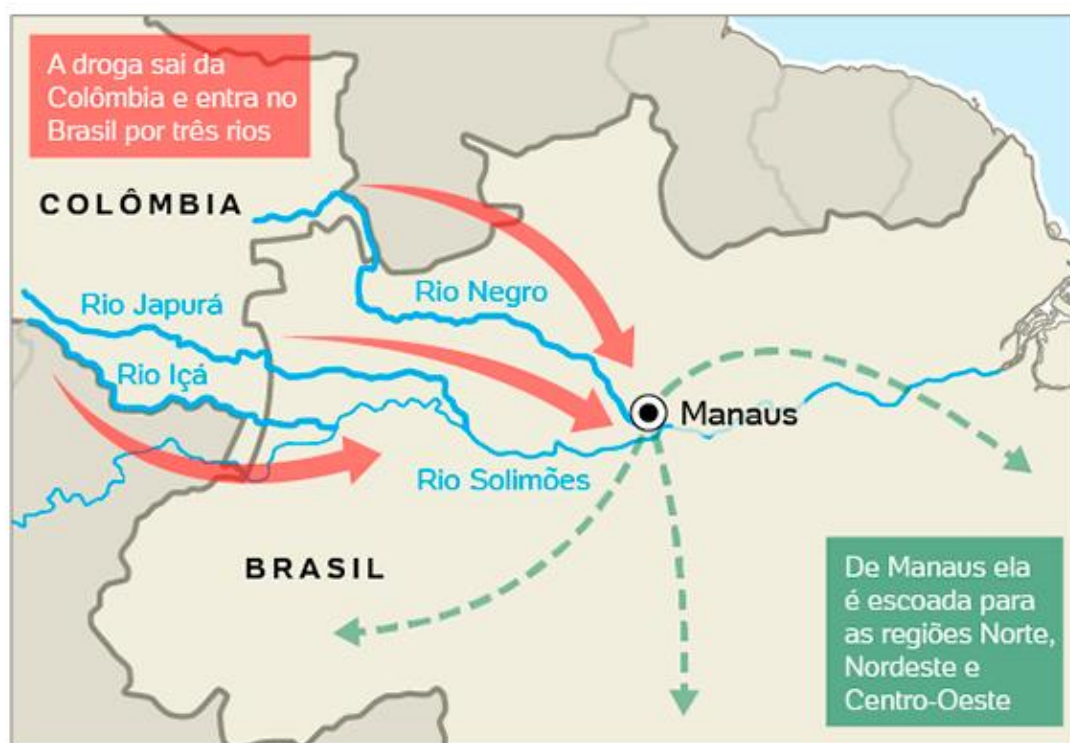 A droga sai da
Colômbia e entra no
Brasil por três rios
COLÔMBIA
Rio Japurá
Rio Negro
Rio Içá
Manaus
Rio Solimões
BRASIL
De Manaus ela
é escoada para
as regiões Norte,
Nordeste e
Centro-Oeste